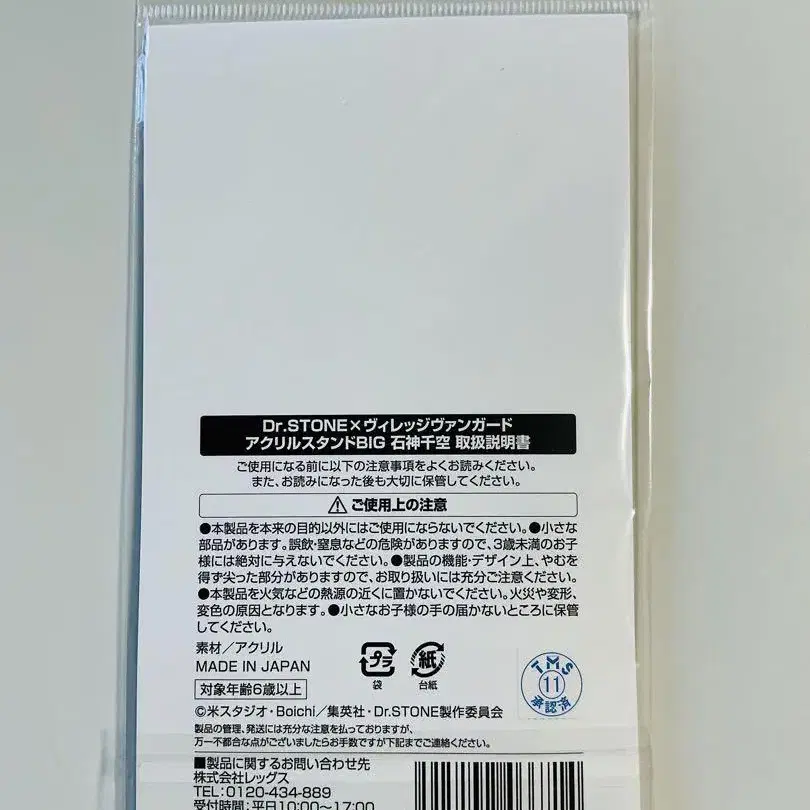 Dr.STONE×ヴィレッジヴァンガード
アクリルスタンドBIG 石神千空 取扱説明書
ご使用になる前に以下の注意事項をよくお読みください。
また、お読みになった後も大切に保管してください。
ご使用上の注意
●本製品を本来の目的以外にはご使用にならないでください。●小さな
部品があります。誤飲・窒息などの危険がありますので、3歳未満のお子
様には絶対に与えないでください。●製品の機能・デザイン上、やむを
得ず尖った部分がありますので、お取り扱いには充分ご注意ください。
●本製品を火気などの熱源の近くに置かないでください。火災や変形、
変色の原因となります。●小さなお子様の手の届かないところに保管
してください。
素材/アクリル
MADE IN JAPAN
対象年齢6歳以上
プラ
袋
紙
台紙
TMS
11
承認済
©米スタジオ・Boichi/集英社・Dr.STONE製作委員会
製品の管理、発送には充分な注意を払っておりますが、
万一不都合な点がございましたらお手数ですが下記までご連絡ください。
■製品に関するお問い合わせ先
株式会社レッグス
TEL:0120-434-889
受付時間:平日10:00~17:00